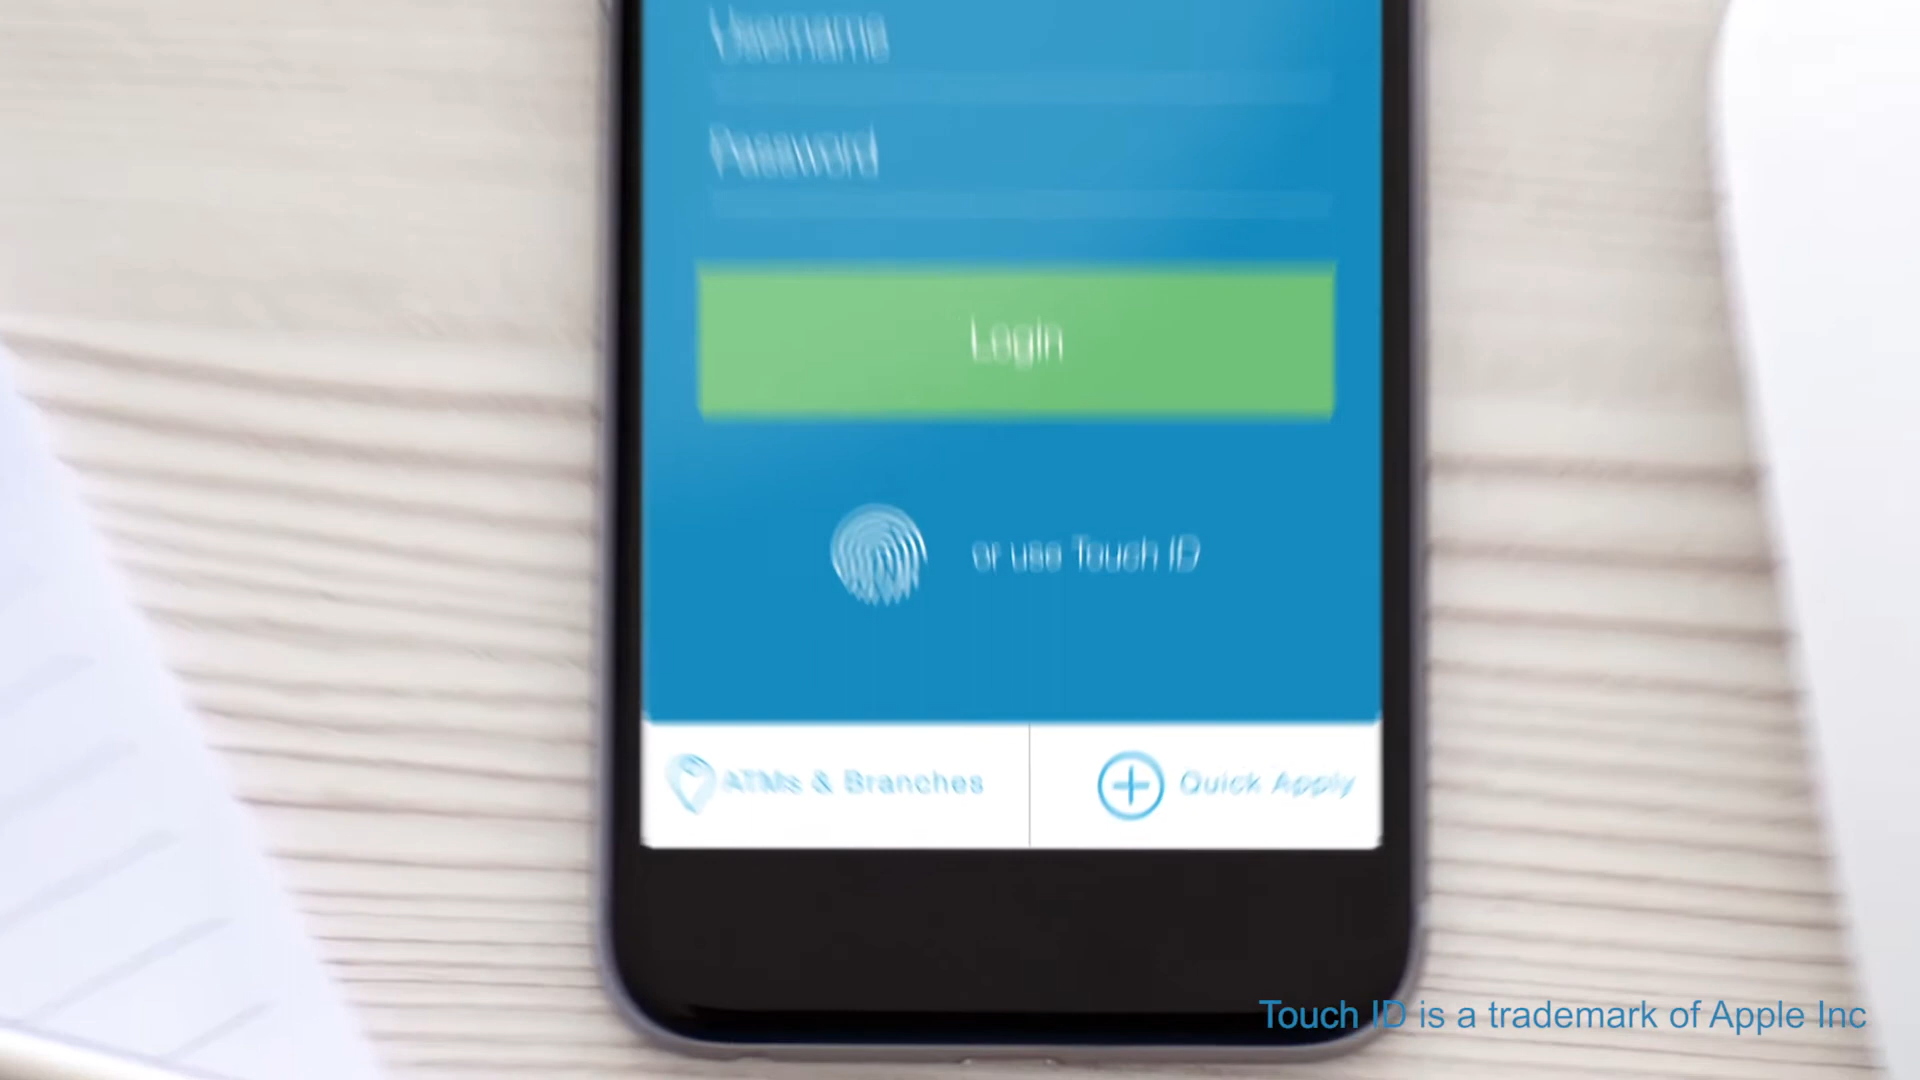 Username
Password
Login
or use Touch ID
ATMs & Branches
Quick Apply
Touch ID is a trademark of Apple Inc